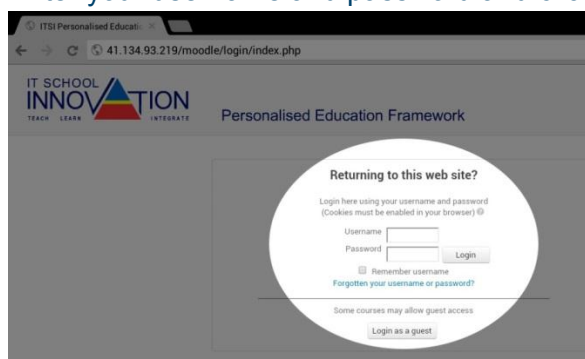 ITSI Personalised Educatio
41.134.93.219/moodle/login/index.php
IT SCHOOL
INNOVATION
TEACH LEARN INTEGRATE
Personalised Education Framework
Returning to this web site?
Login here using your username and password
(Cookies must be enabled in your browser)
Username
Password
Login
Remember username
Forgotten your username or password?
Some courses may allow guest access
Login as a guest